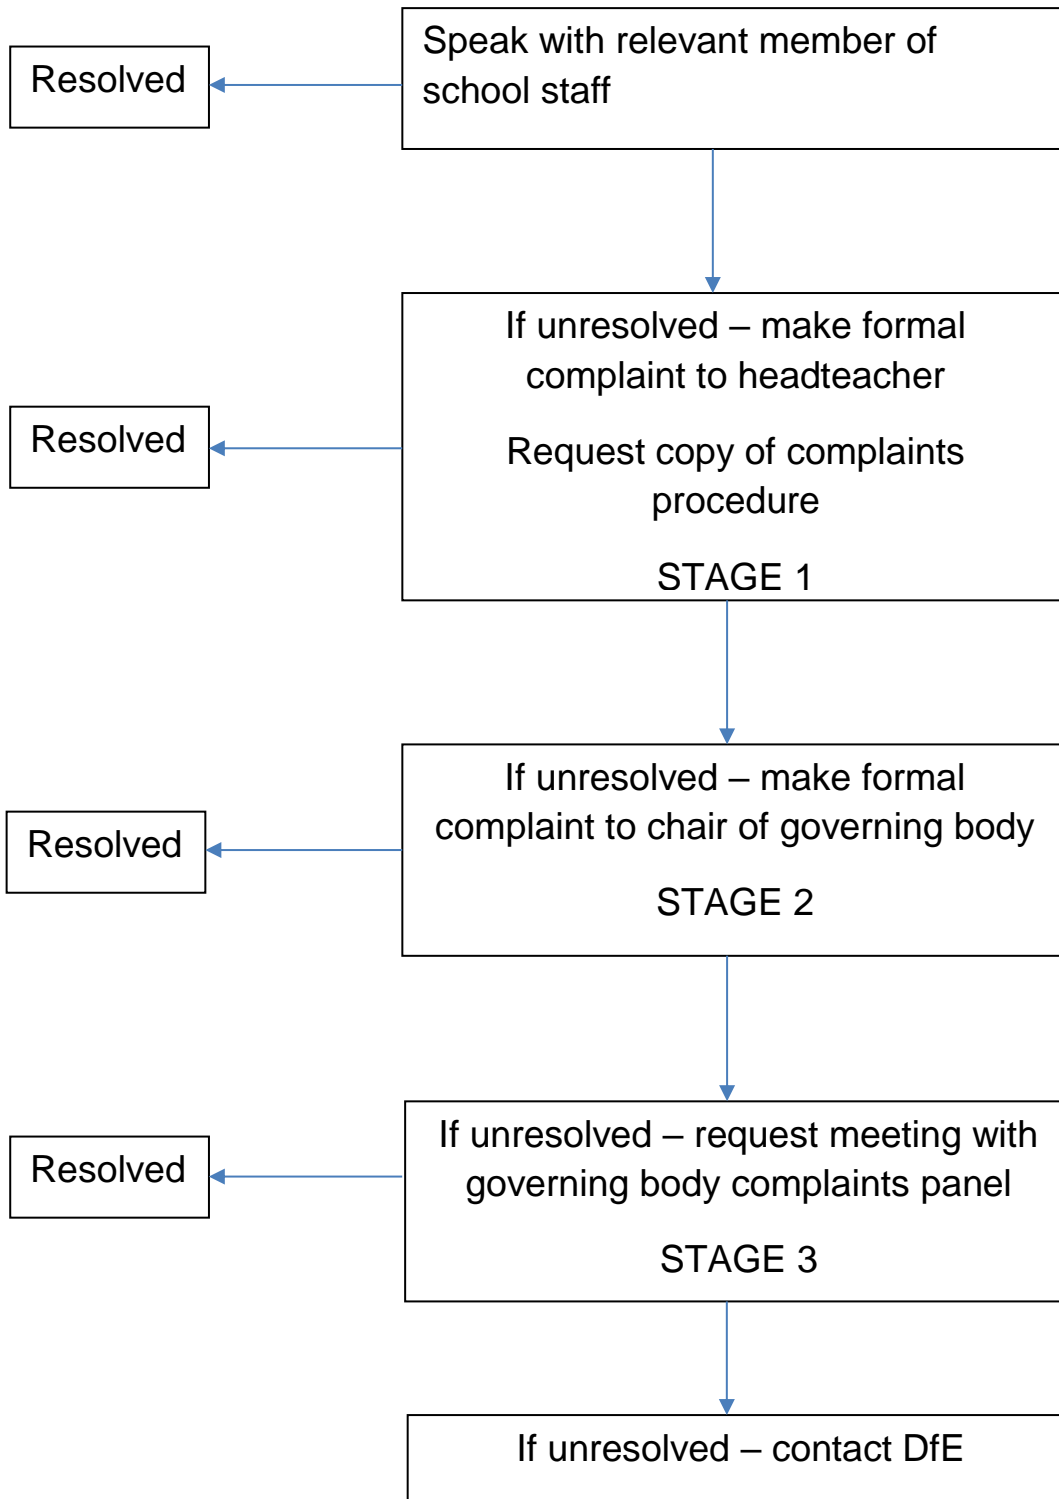 Speak with relevant member of
school staff
Resolved
If unresolved – make formal
complaint to headteacher
Request copy of complaints
procedure
STAGE 1
Resolved
If unresolved – make formal
complaint to chair of governing body
STAGE 2
Resolved
If unresolved – request meeting with
governing body complaints panel
STAGE 3
Resolved
If unresolved – contact DfE